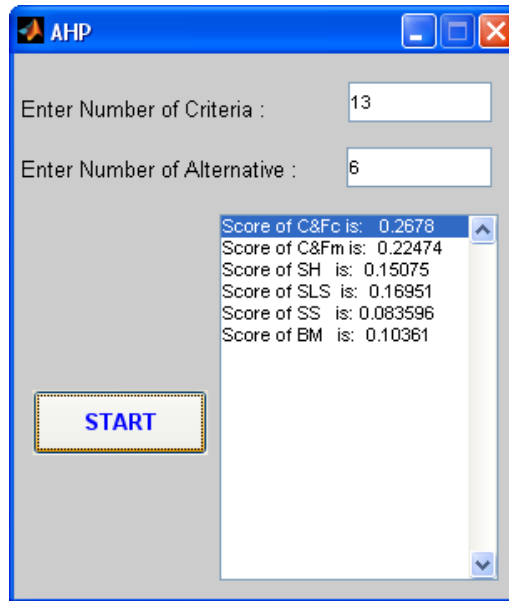 AHP
Enter Number of Criteria : 13
Enter Number of Alternative : 6
Score of C&Fc is: 0.2678
Score of C&Fm is: 0.22474
Score of SH is: 0.15075
Score of SLS is: 0.16951
Score of SS is: 0.083596
Score of BM is: 0.10361
START